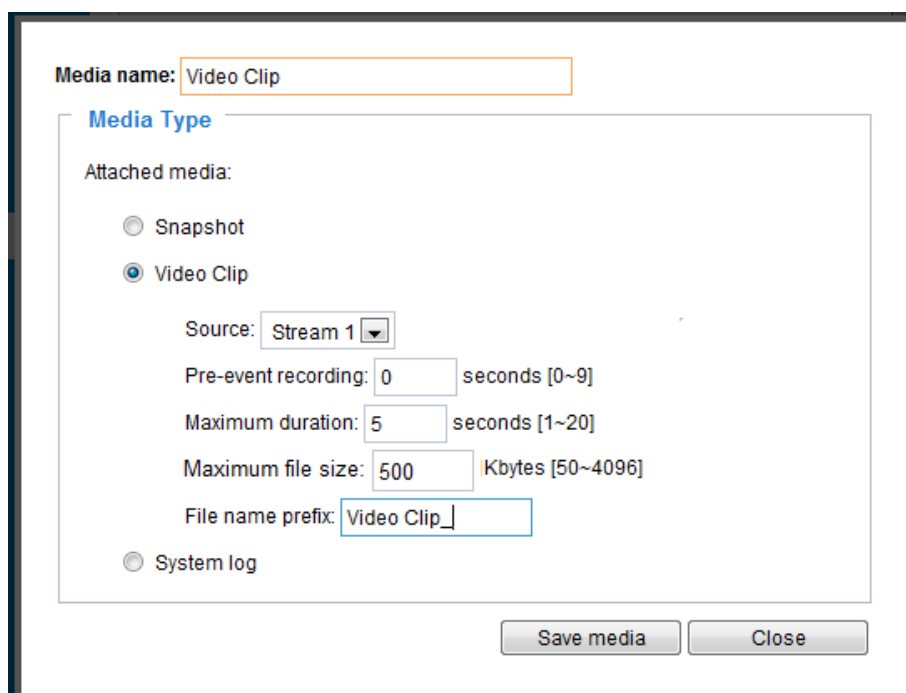 Media name: Video Clip
Media Type
Attached media:
Snapshot
Video Clip
Source: Stream 1
Pre-event recording: 0 seconds [0~9]
Maximum duration: 5 seconds [1~20]
Maximum file size: 500 Kbytes [50~4096]
File name prefix: Video Clip_
System log
Save media Close